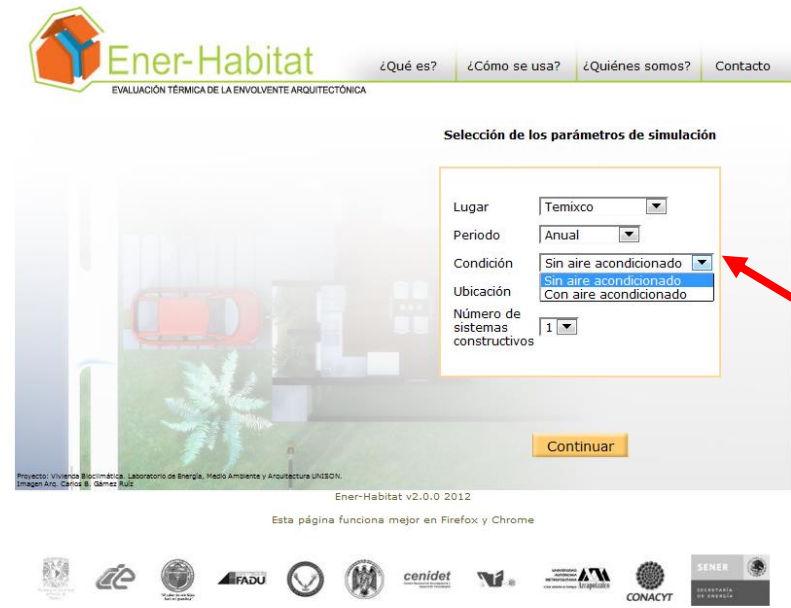 Ener-Habitat
EVALUACIÓN TÉRMICA DE LA ENVOLVENTE ARQUITECTÓNICA
¿Qué es?
¿Cómo se usa?
¿Quiénes somos?
Contacto
Selección de los parámetros de simulación
Lugar
Temixco
Periodo
Anual
Condición
Sin aire acondicionado
Sin aire acondicionado
Con aire acondicionado
Ubicación
Número de
sistemas
constructivos
1
Continuar
Proyecto: Vivienda Bioclimática. Laboratorio de Energía, Medio Ambiente y Arquitectura UNISON.
Imagen Arq. Carlos B. Gámez Ruiz
Ener-Habitat v2.0.0 2012
Esta página funciona mejor en Firefox y Chrome
FADU
cenidet
Azcapotzalco
CONACYT
SENER
SECRETARÍA
DE ENERGÍA